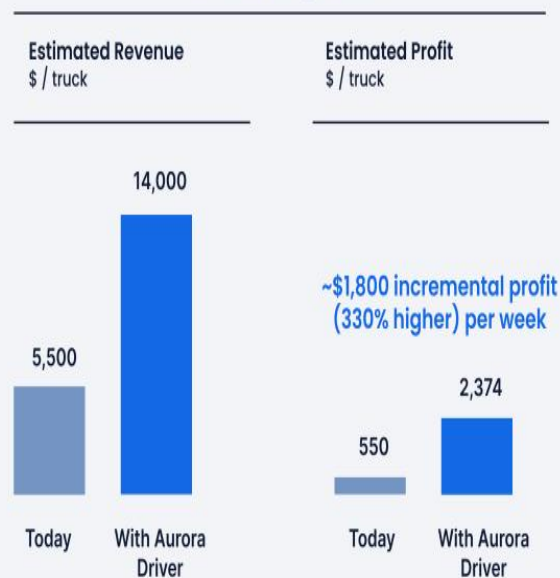 Estimated Revenue
$ / truck
14,000
5,500
Today
With Aurora
Driver
Estimated Profit
$ / truck
~$1,800 incremental profit
(330% higher) per week
2,374
550
Today
With Aurora
Driver